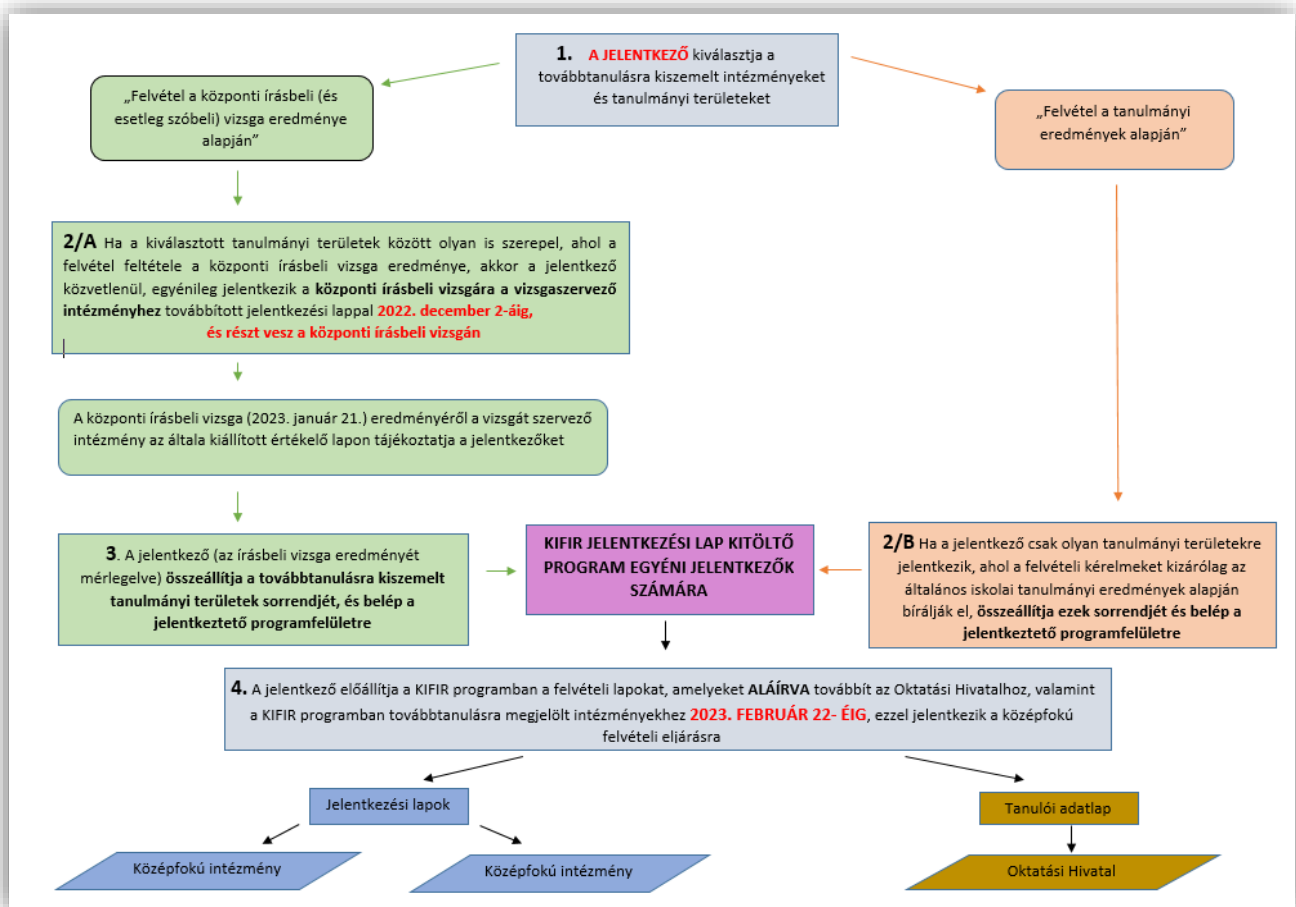 1. A JELENTKEZŐ kiválasztja a
továbbtanulásra kiszemelt intézményeket
és tanulmányi területeket
„Felvétel a központi írásbeli (és
esetleg szóbeli) vizsga eredménye
alapján”
„Felvétel a tanulmányi
eredmények alapján”
2/A Ha a kiválasztott tanulmányi területek között olyan is szerepel, ahol a
felvétel feltétele a központi írásbeli vizsga eredménye, akkor a jelentkező
közvetlenül, egyénileg jelentkezik a központi írásbeli vizsgára a vizsgaszervező
intézményhez továbbított jelentkezési lappal 2022. december 2-áig,
és részt vesz a központi írásbeli vizsgán
A központi írásbeli vizsga (2023. január 21.) eredményéről a vizsgát szervező
intézmény az általa kiállított értékelő lapon tájékoztatja a jelentkezőket
3. A jelentkező (az írásbeli vizsga eredményét
mérlegelve) összeállítja a továbbtanulásra kiszemelt
tanulmányi területek sorrendjét, és belép a
jelentkeztető programfelületre
KIFIR JELENTKEZÉSI LAP KITÖLTŐ
PROGRAM EGYÉNI JELENTKEZŐK
SZÁMÁRA
2/B Ha a jelentkező csak olyan tanulmányi területekre
jelentkezik, ahol a felvételi kérelmeket kizárólag az
általános iskolai tanulmányi eredmények alapján
bírálják el, összeállítja ezek sorrendjét és belép a
jelentkeztető programfelületre
4. A jelentkező előállítja a KIFIR programban a felvételi lapokat, amelyeket ALÁÍRVA továbbít az Oktatási Hivatalhoz, valamint
a KIFIR programban továbbtanulásra megjelölt intézményekhez 2023. FEBRUÁR 22- ÉIG, ezzel jelentkezik a középfokú
felvételi eljárásra
Jelentkezési lapok
Tanulói adatlap
Középfokú intézmény
Középfokú intézmény
Oktatási Hivatal